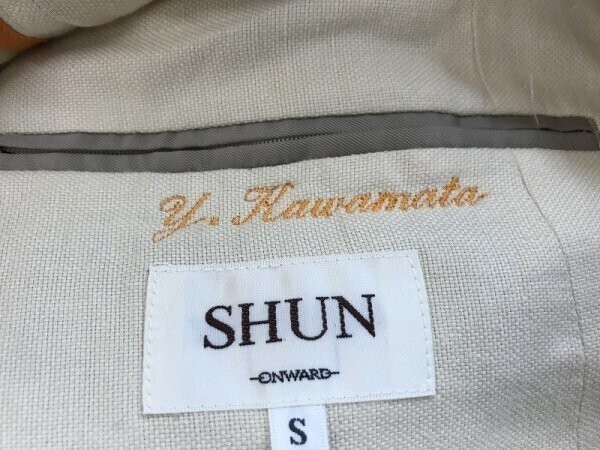 Y. Kawamata
SHUN
ONWARD
S